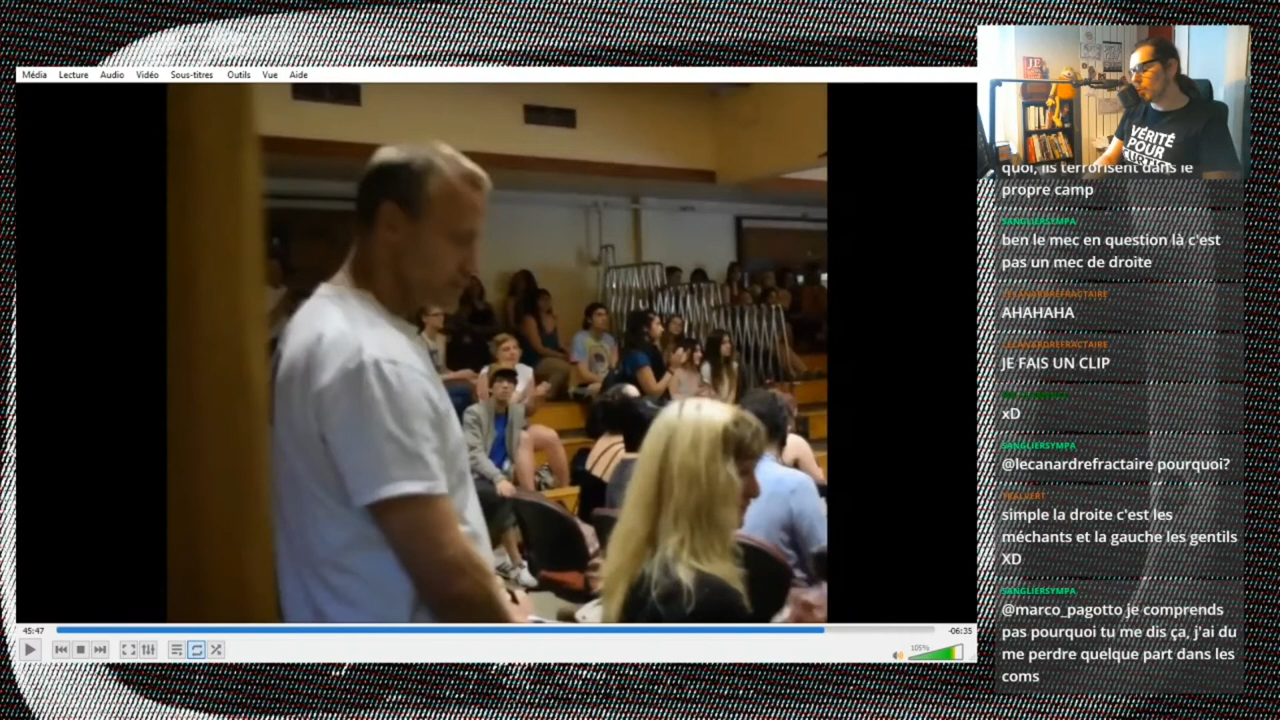 Média Lecture Audio Vidéo Sous-titres Outils Vue Aide
45:47
-06:35
105%
JE
VÉRITÉ
POUR
quoi, ils terrorisent dans le
propre camp
SANGLIERSYMPA
ben le mec en question là c'est
pas un mec de droite
LECANARDREFRACTAIRE
AHAHAHA
LECANARDREFRACTAIRE
JE FAIS UN CLIP
xD
SANGLIERSYMPA
@lecanardrefractaire pourquoi?
simple la droite c'est les
méchants et la gauche les gentils
XD
SANGLIERSYMPA
@marco_pagotto je comprends
pas pourquoi tu me dis ça, j'ai du
me perdre quelque part dans les
coms